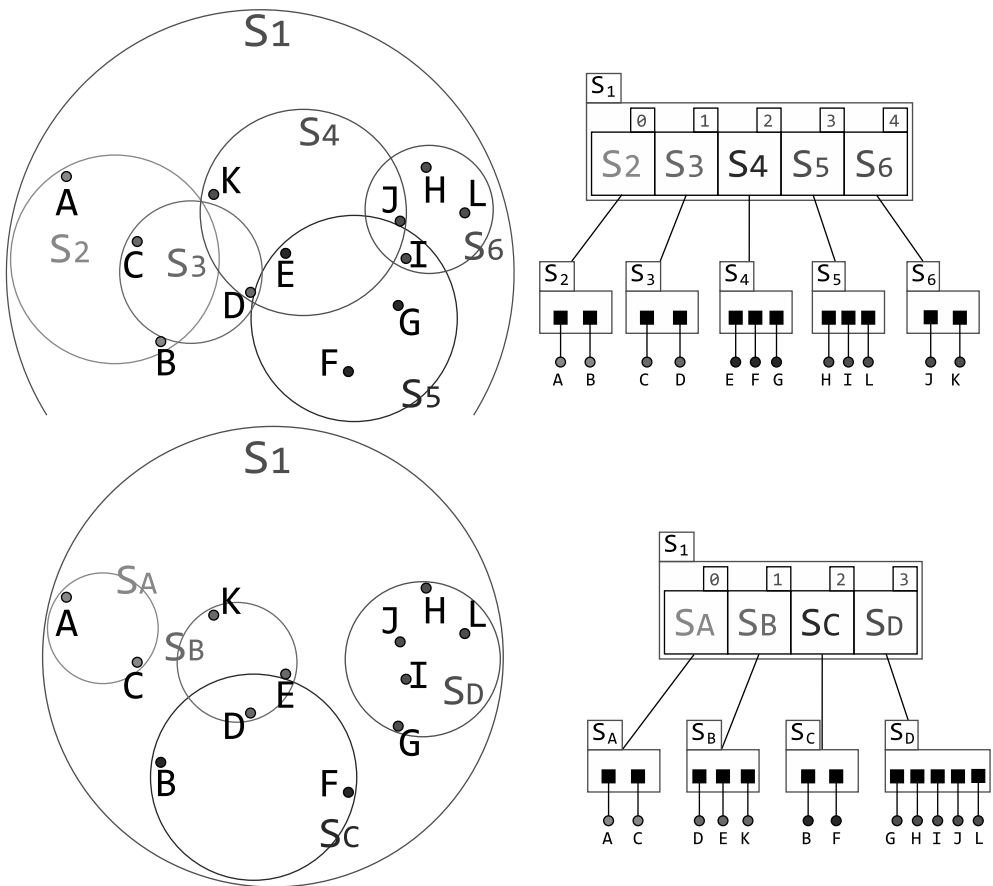 S1
S4
K
H
L
J
A
S2
C
S3
I
S6
E
D
G
B
F
S5
S1
0 1 2 3 4
S2 S3 S4 S5 S6
S2 S3 S4 S5 S6
A B C D E F G H I L J K
S1
SA
K
A
J
H
L
SB
C
E
I
SD
D
G
B
F
SC
S1
0 1 2 3
SA SB SC SD
SA SB SC SD
A C D E K B F G H I J L